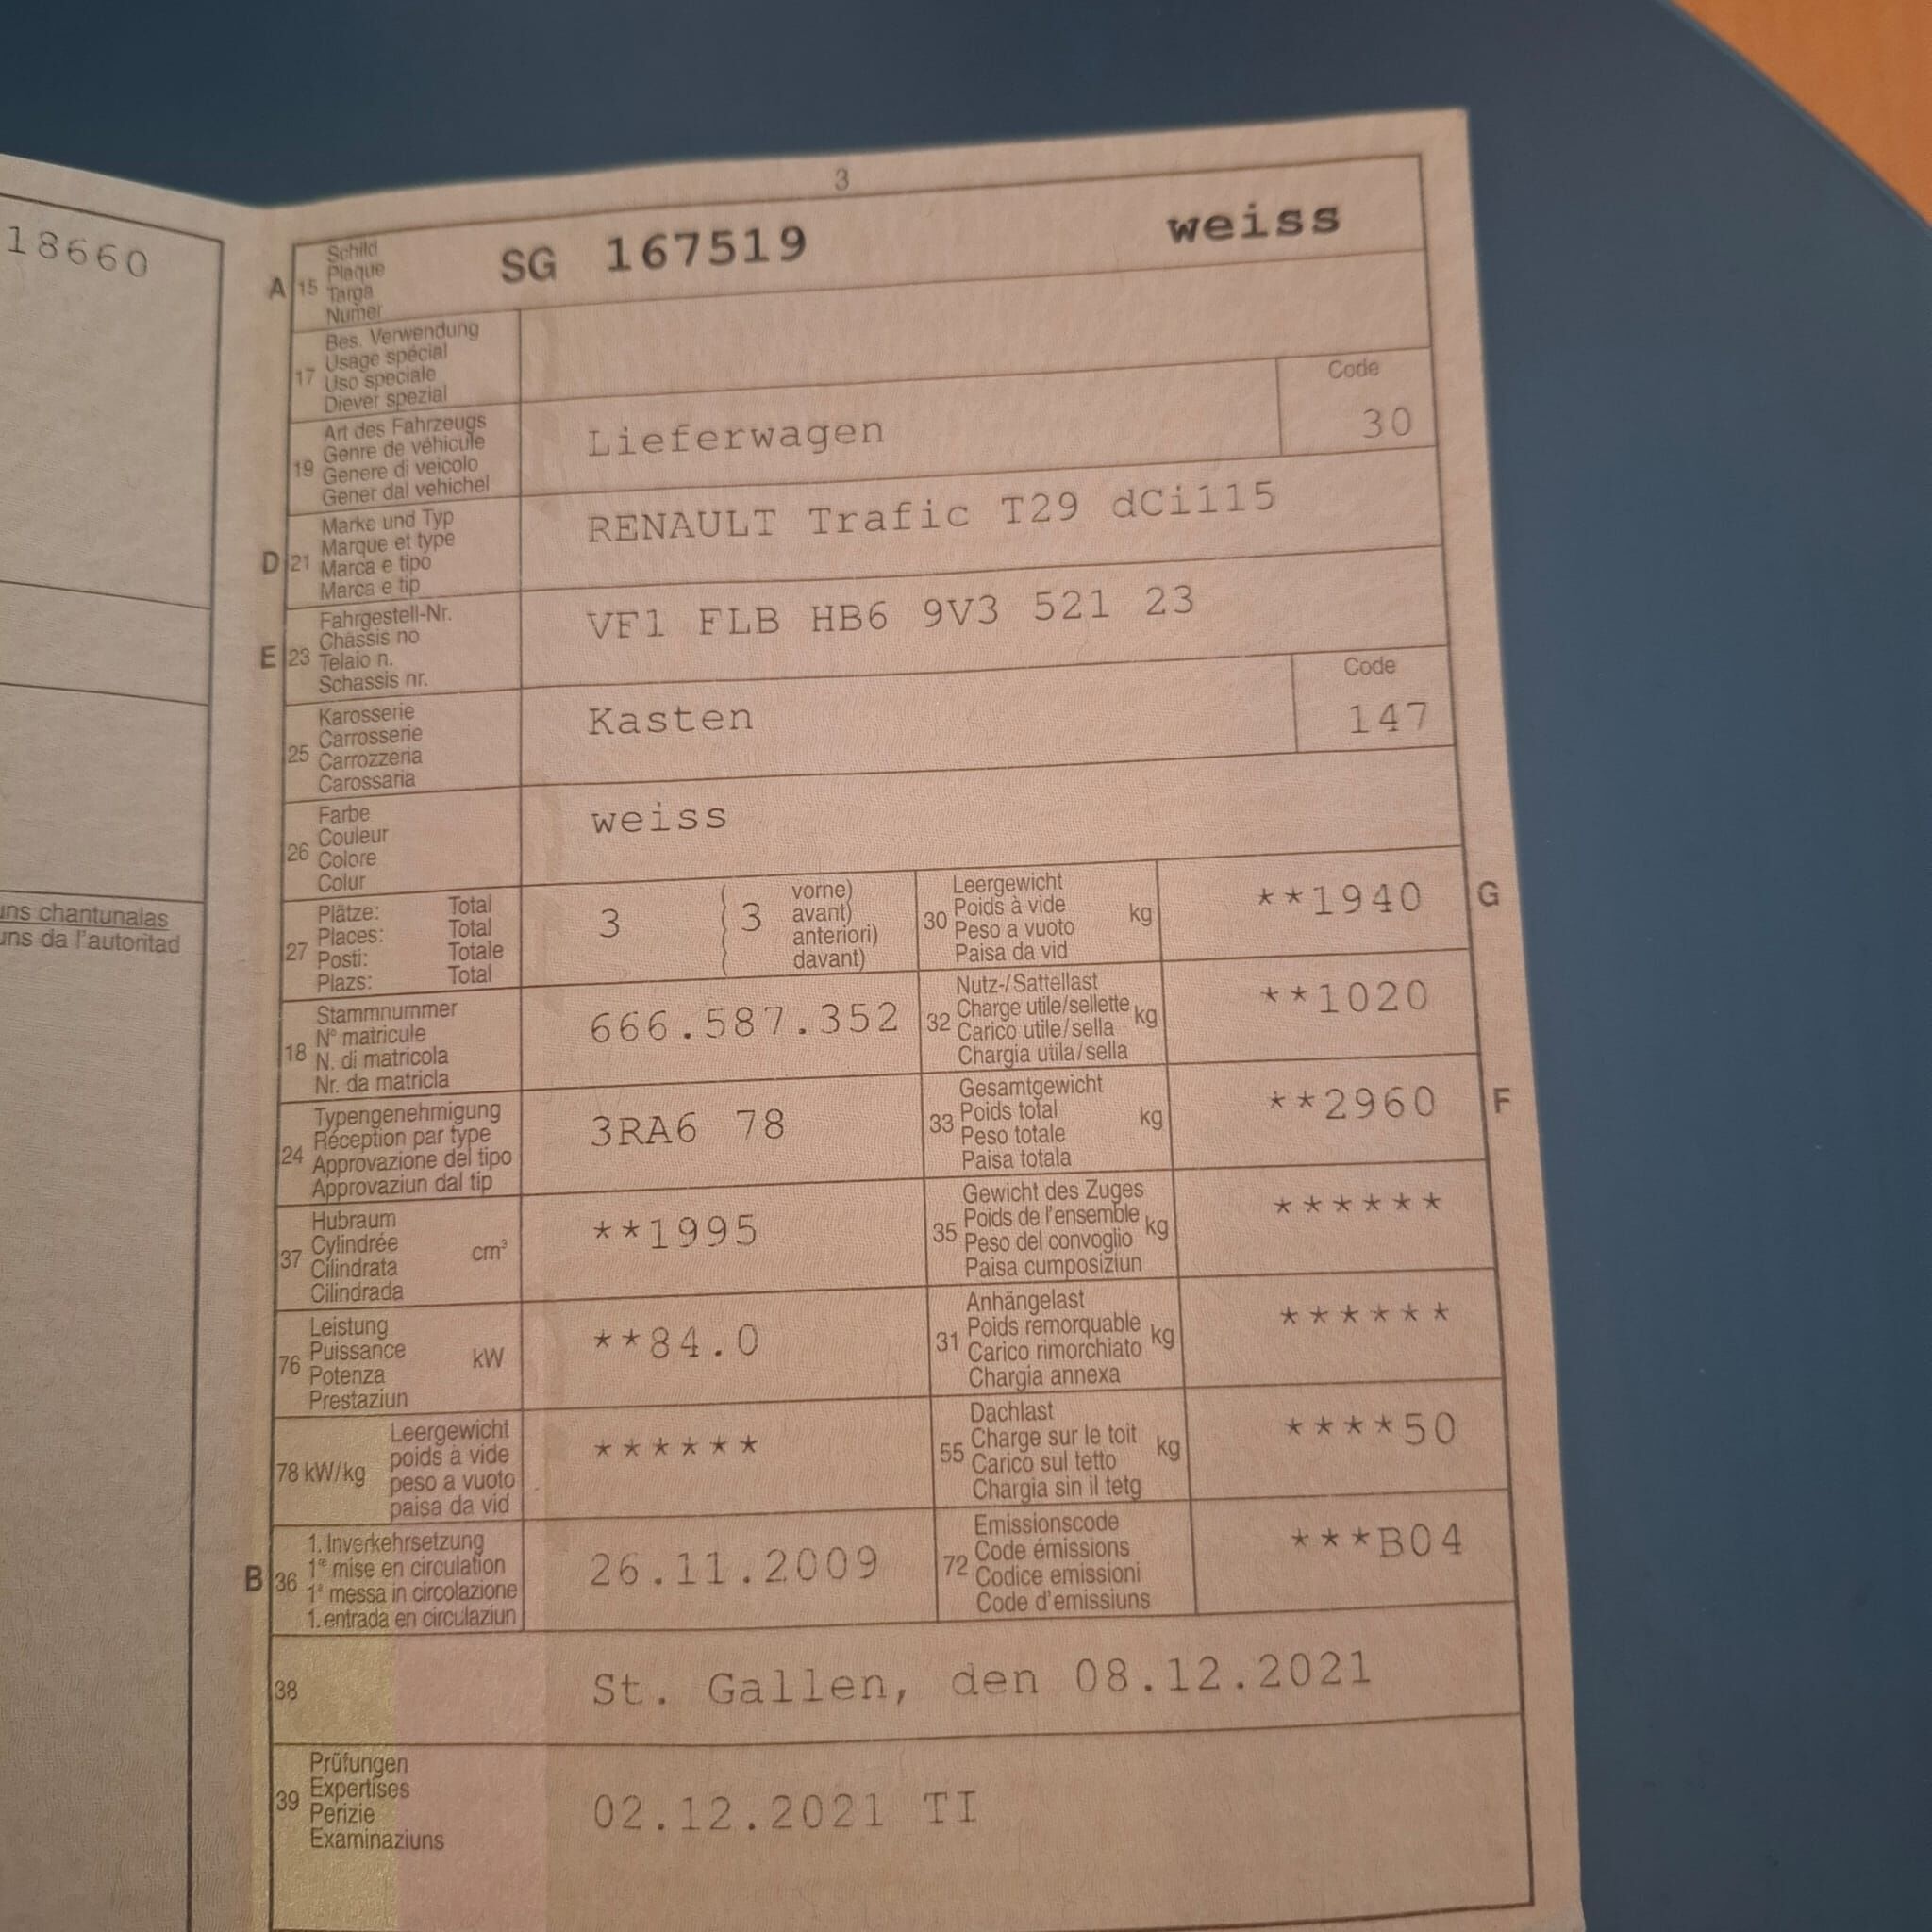 18660
uns chantunalas
uns da l'autoritad
3
A 15 Schild
Plaque
Targa
Numer
SG 167519 weiss
17 Bes. Verwendung
Usage spécial
Uso speciale
Diever spezial
19 Art des Fahrzeugs
Genre de véhicule
Genere di veicolo
Gener dal vehichel
Lieferwagen
Code
30
D 21 Marke und Typ
Marque et type
Marca e tipo
Marca e tip
RENAULT Trafic T29 dCi115
E 23 Fahrgestell-Nr.
Châssis no
Telaio n.
Schassis nr.
VF1 FLB HB6 9V3 521 23
25 Karosserie
Carrosserie
Carrozzeria
Carossaria
Kasten
Code
147
26 Farbe
Couleur
Colore
Colur
weiss
27 Plätze: Total
Places: Total
Posti: Totale
Plazs: Total
3 ( 3 vorne)
avant)
anteriori)
davant)
30 Leergewicht
Poids à vide
Peso a vuoto
Paisa da vid
kg
**1940
G
18 Stammnummer
N° matricule
N. di matricola
Nr. da matricla
666.587.352
32 Nutz-/Sattellast
Charge utile/sellette
Carico utile/sella
Chargia utila/sella
kg
**1020
24 Typengenehmigung
Réception par type
Approvazione del tipo
Approvaziun dal tip
3RA6 78
33 Gesamtgewicht
Poids total
Peso totale
Paisa totala
kg
**2960
F
37 Hubraum
Cylindrée
Cilindrata
Cilindrada
cm³
**1995
35 Gewicht des Zuges
Poids de l'ensemble
Peso del convoglio
Paisa cumposiziun
kg
******
76 Leistung
Puissance
Potenza
Prestaziun
kW
**84.0
31 Anhängelast
Poids remorquable
Carico rimorchiato
Chargia annexa
kg
******
78 kW/kg
Leergewicht
poids à vide
peso a vuoto
paisa da vid
******
55 Dachlast
Charge sur le toit
Carico sul tetto
Chargia sin il tetg
kg
****50
B 36 1. Inverkehrsetzung
1e mise en circulation
1a messa in circolazione
1. entrada en circulaziun
26.11.2009
72 Emissionscode
Code émissions
Codice emissioni
Code d'emissiuns
***B04
38
St. Gallen, den 08.12.2021
39 Prüfungen
Expertises
Perizie
Examinaziuns
02.12.2021 TI